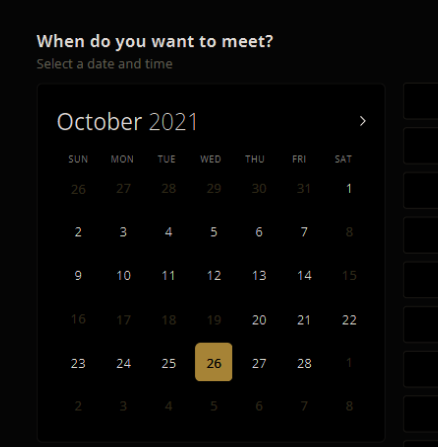 When do you want to meet?
Select a date and time
October 2021
SUN MON TUE WED THU FRI SAT
26 27 28 29 30 31 1
2 3 4 5 6 7 8
9 10 11 12 13 14 15
16 17 18 19 20 21 22
23 24 25 26 27 28 1
2 3 4 5 6 7 8